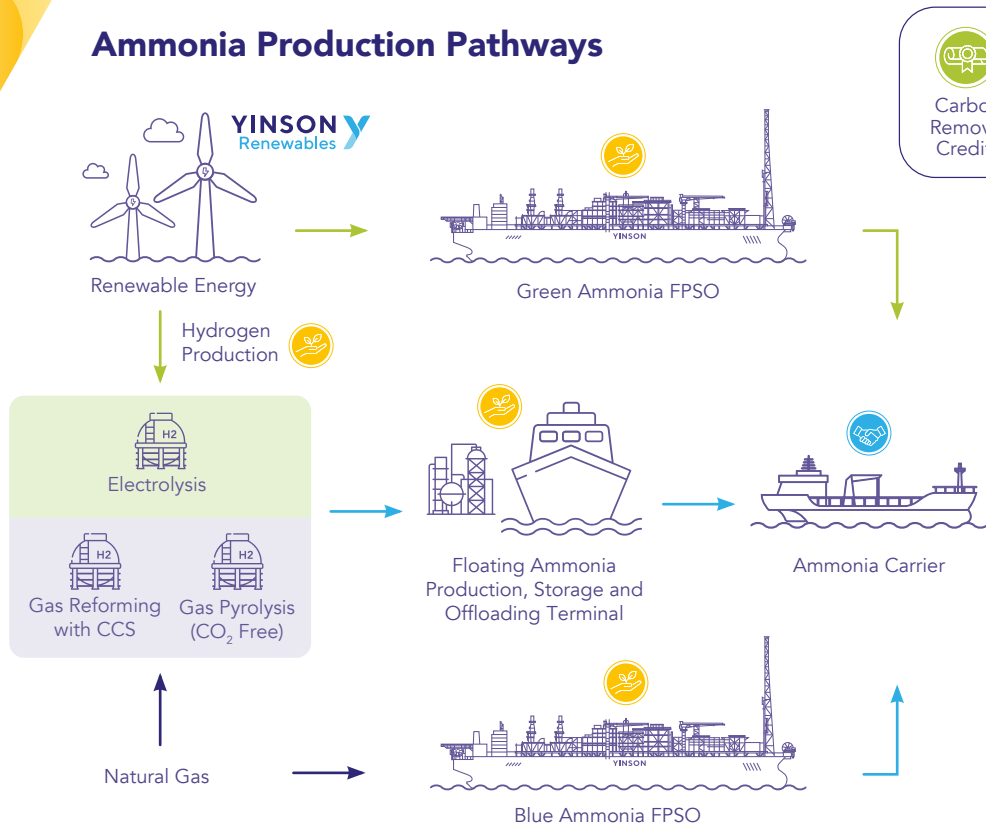 Ammonia Production Pathways
YINSON
Renewables
YINSON
Renewable Energy
Green Ammonia FPSO
Hydrogen
Production
H2
Electrolysis
H2
H2
Gas Reforming
with CCS
Gas Pyrolysis
(CO₂ Free)
Floating Ammonia
Production, Storage and
Offloading Terminal
Ammonia Carrier
Natural Gas
YINSON
Blue Ammonia FPSO